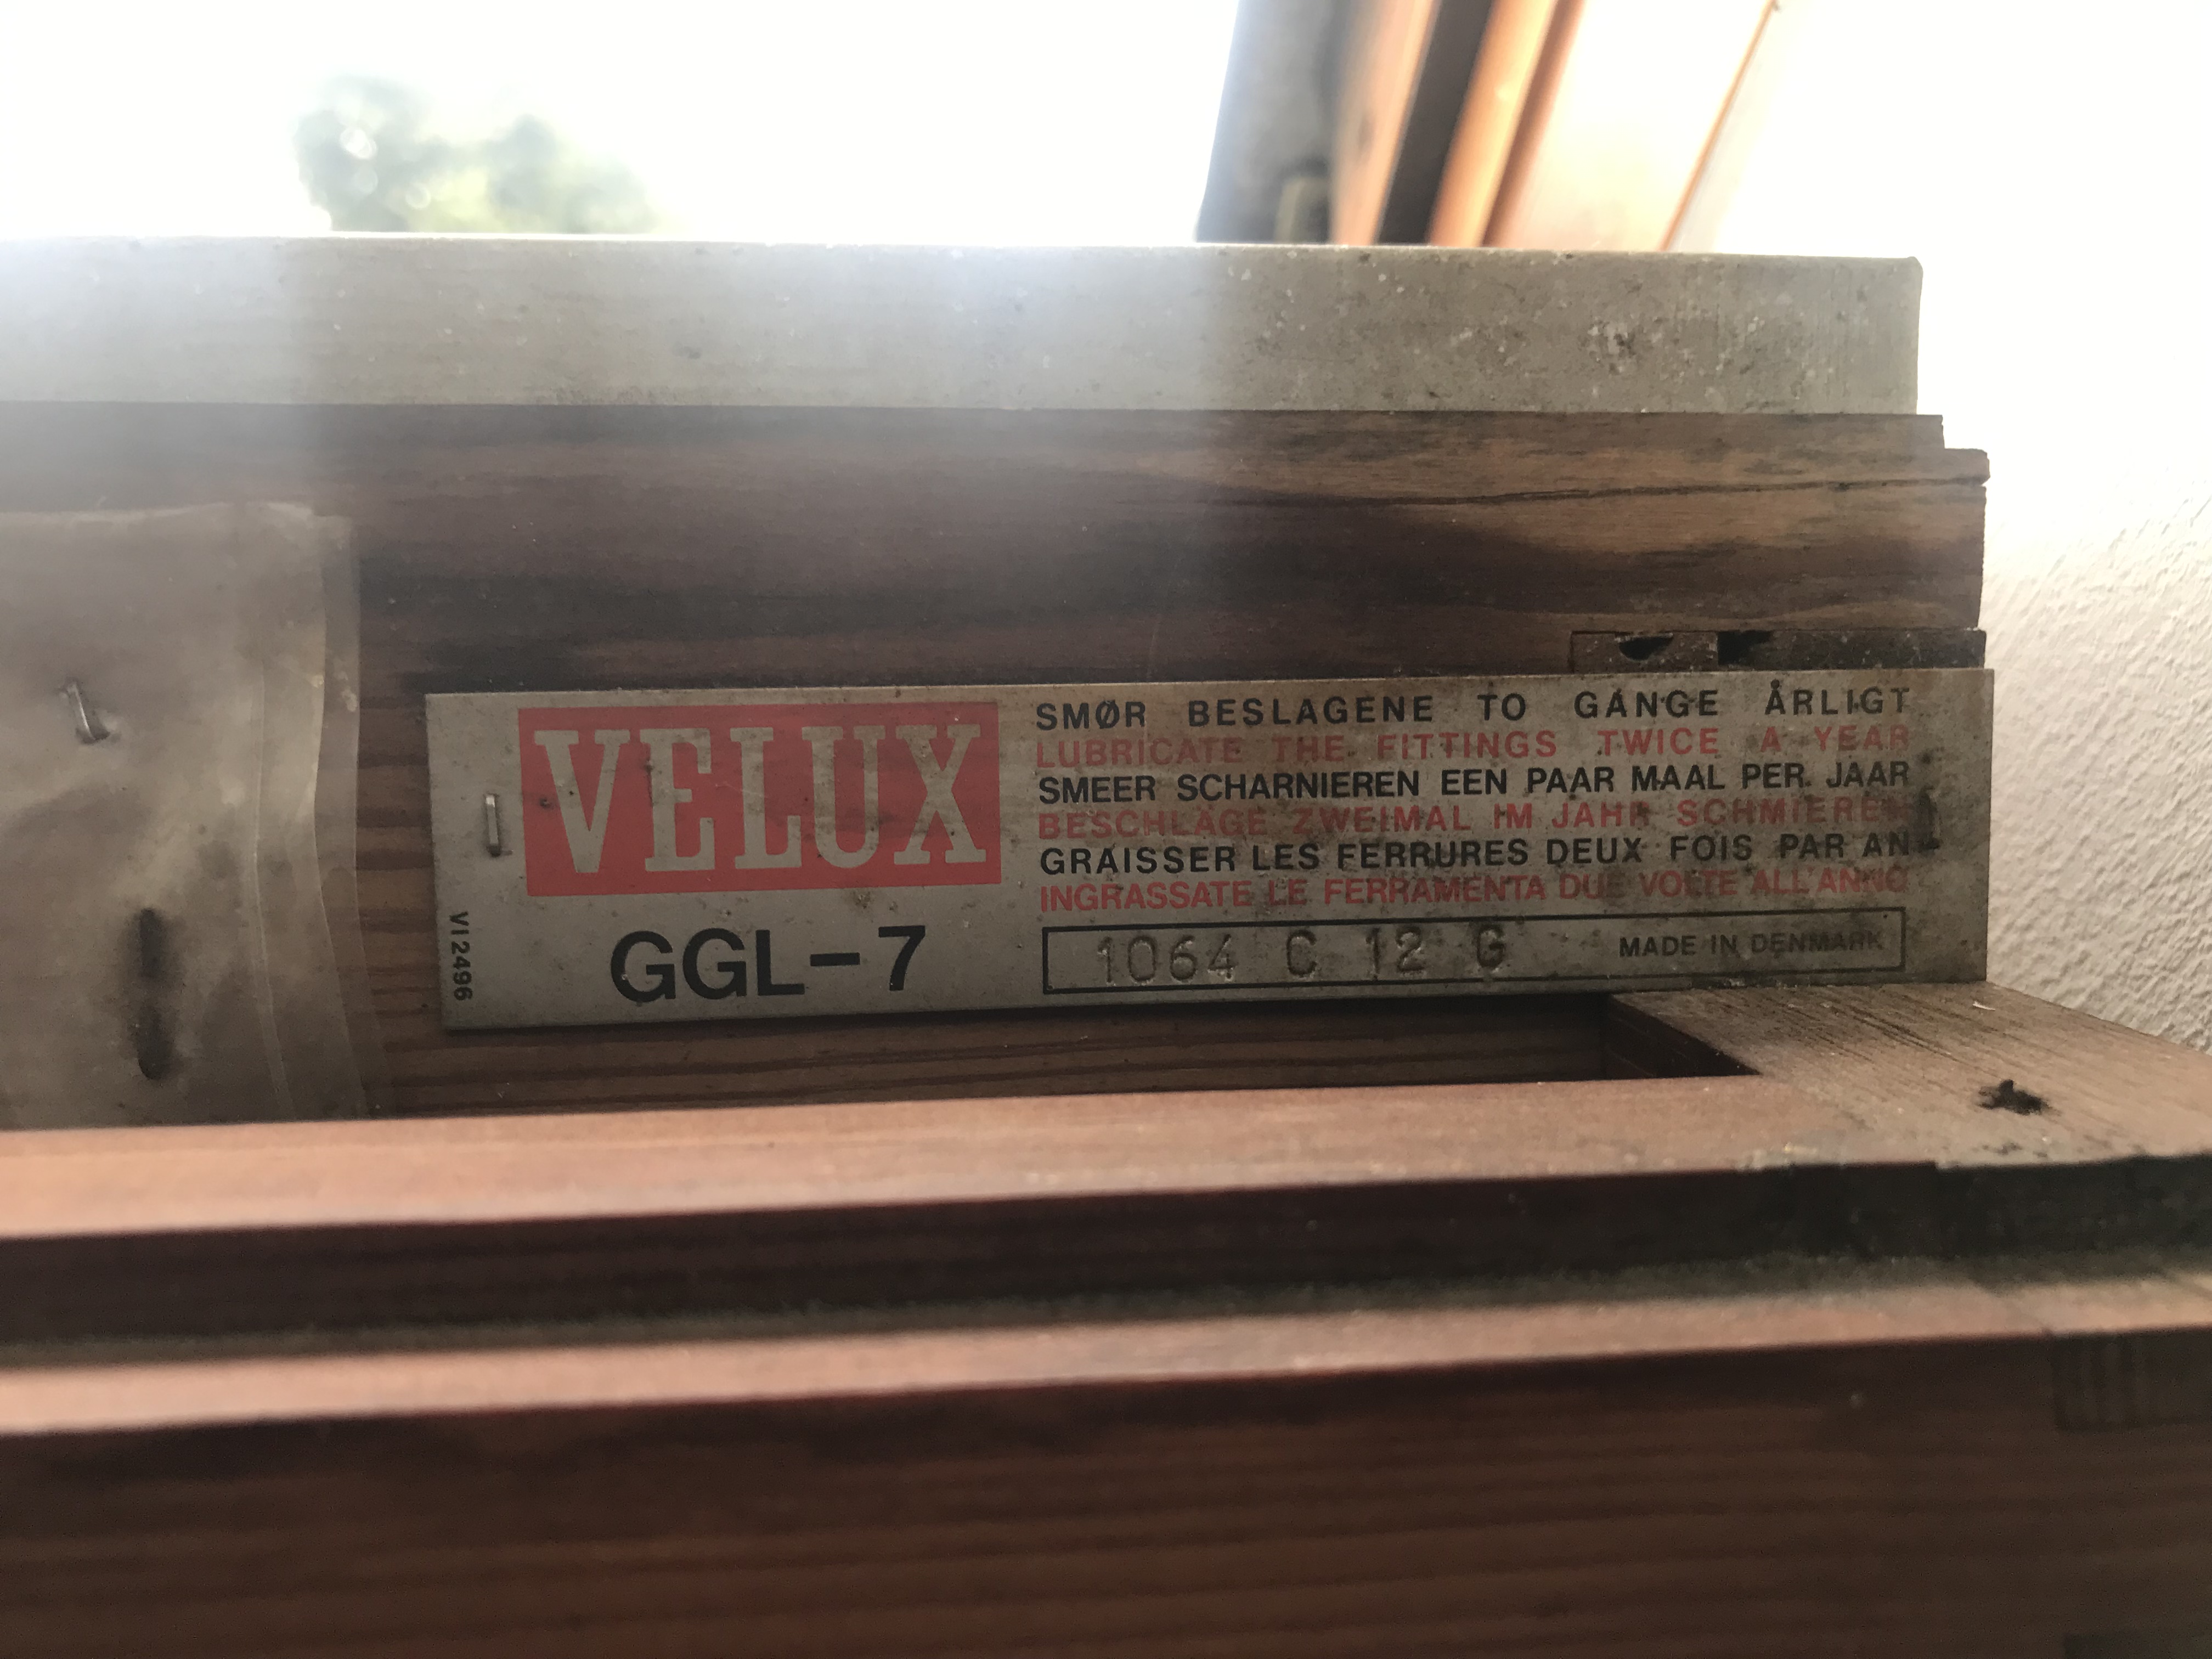 VELUX
GGL-7
V12496
SMØR BESLAGENE TO GANGE ÅRLIGT
LUBRICATE THE FITTINGS TWICE A YEAR
SMEER SCHARNIEREN EEN PAAR MAAL PER JAAR
BESCHLÄGE ZWEIMAL IM JAHR SCHMIEREN
GRAISSER LES FERRURES DEUX FOIS PAR AN
INGRASSATE LE FERRAMENTA DUE VOLTE ALL'ANNO
1064 C 12 G MADE IN DENMARK